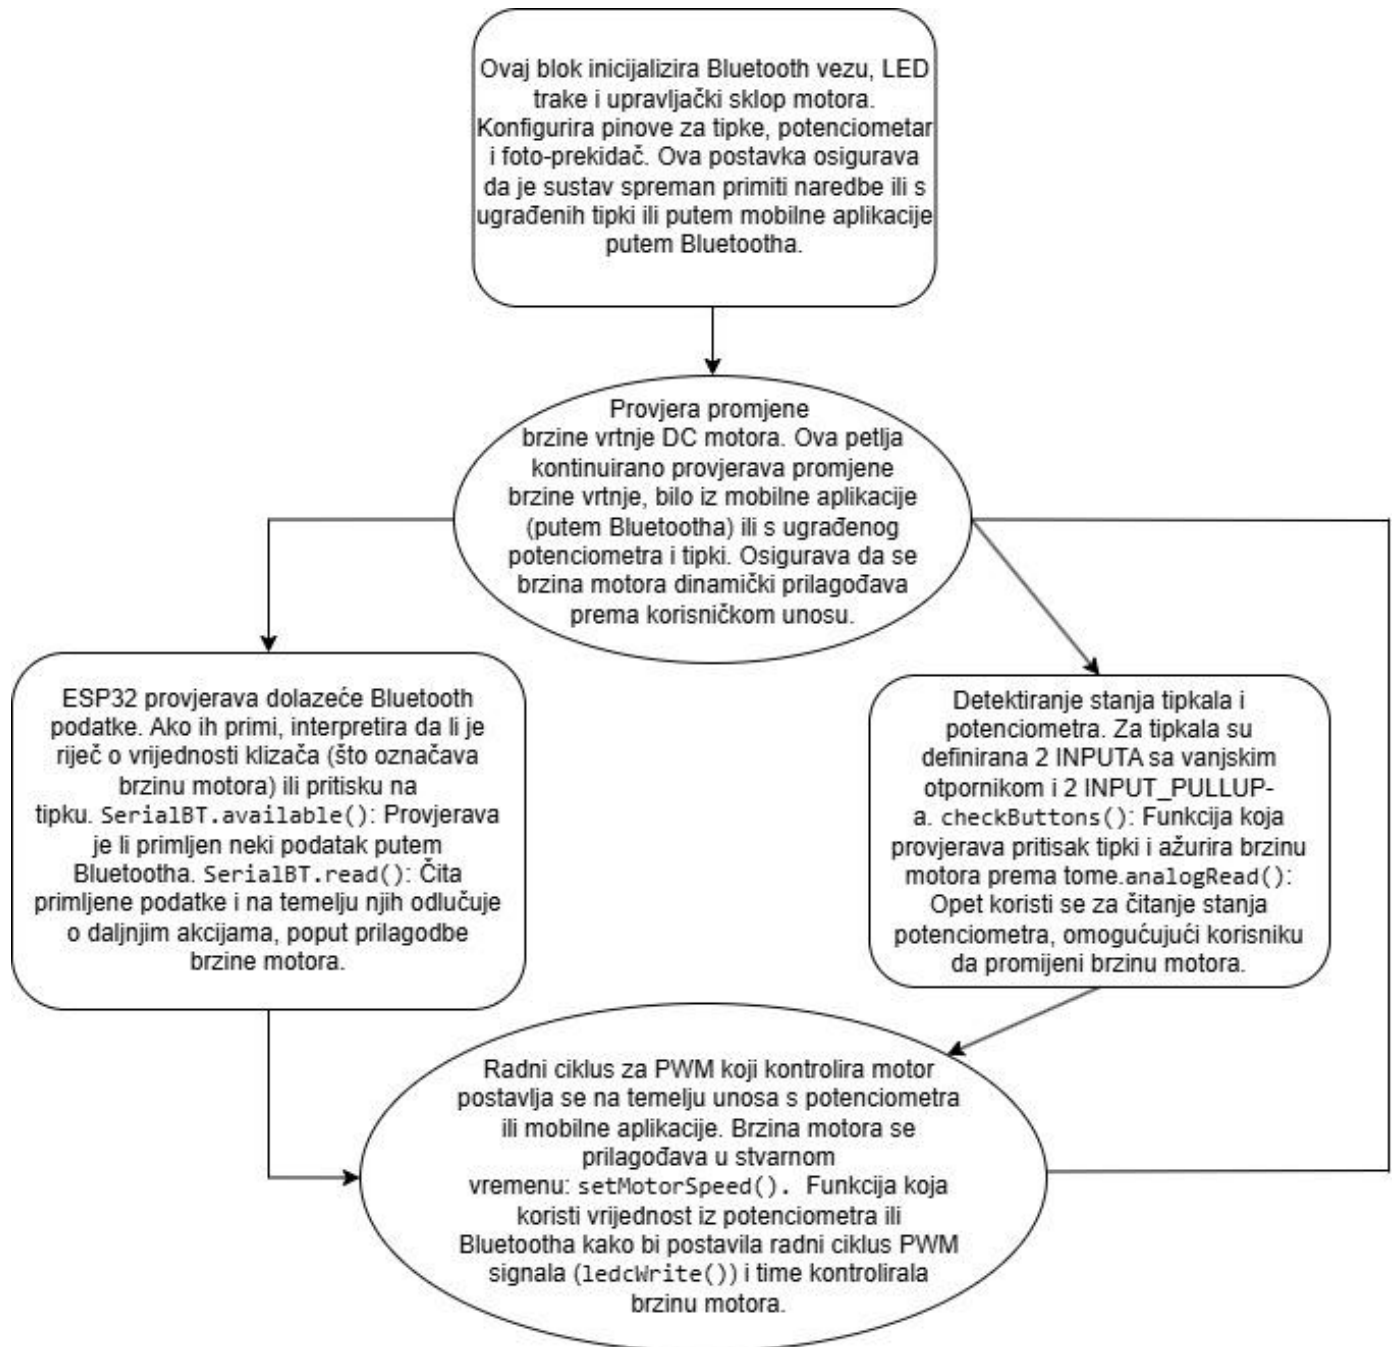 Ovaj blok inicijalizira Bluetooth vezu, LED
trake i upravljački sklop motora.
Konfigurira pinove za tipke, potenciometar
i foto-prekidač. Ova postavka osigurava
da je sustav spreman primiti naredbe ili s
ugrađenih tipki ili putem mobilne aplikacije
putem Bluetootha.
Provjera promjene
brzine vrtnje DC motora. Ova petlja
kontinuirano provjerava promjene
brzine vrtnje, bilo iz mobilne aplikacije
(putem Bluetootha) ili s ugrađenog
potenciometra i tipki. Osigurava da se
brzina motora dinamički prilagođava
prema korisničkom unosu.
ESP32 provjerava dolazeće Bluetooth
podatke. Ako ih primi, interpretira da li je
riječ o vrijednosti klizača (što označava
brzinu motora) ili pritisku na
tipku. SerialBT.available(): Provjerava
je li primljen neki podatak putem
Bluetootha. SerialBT.read(): Čita
primljene podatke i na temelju njih odlučuje
o daljnjim akcijama, poput prilagodbe
brzine motora.
Detektiranje stanja tipkala i
potenciometra. Za tipkala su
definirana 2 INPUTA sa vanjskim
otpornikom i 2 INPUT_PULLUP-
a. checkButtons(): Funkcija koja
provjerava pritisak tipki i ažurira brzinu
motora prema tome.analogRead():
Opet koristi se za čitanje stanja
potenciometra, omogućujući korisniku
da promijeni brzinu motora.
Radni ciklus za PWM koji kontrolira motor
postavlja se na temelju unosa s potenciometra
ili mobilne aplikacije. Brzina motora se
prilagođava u stvarnom
vremenu: setMotorSpeed(). Funkcija koja
koristi vrijednost iz potenciometra ili
Bluetootha kako bi postavila radni ciklus PWM
signala (ledcWrite()) i time kontrolirala
brzinu motora.